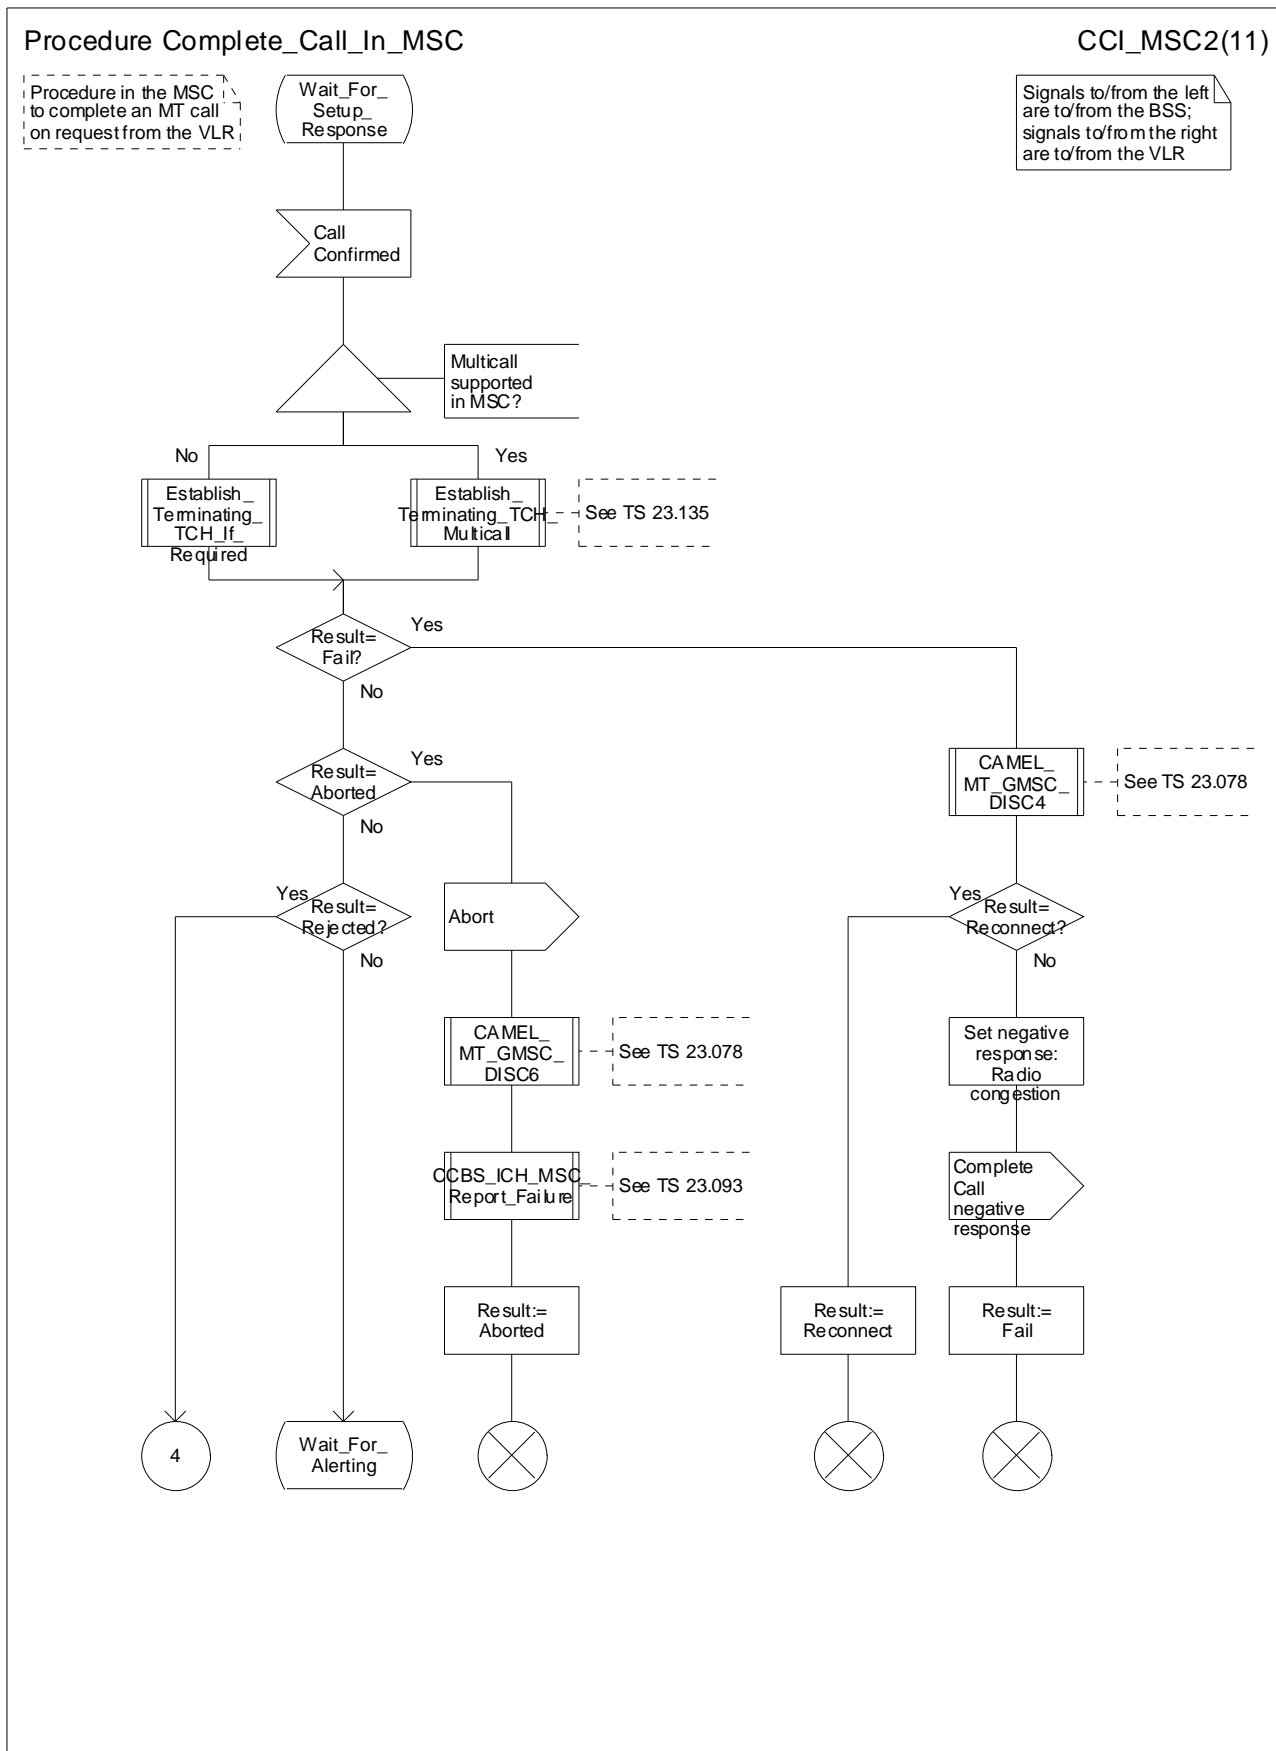 Procedure Complete_Call_In_MSC
CCI_MSC2(11)
Procedure in the MSC
to complete an MT call
on request from the VLR
Wait_For_
Setup_
Response
Signals to/from the left
are to/from the BSS;
signals to/from the right
are to/from the VLR
Call
Confirmed
Multicall
supported
in MSC?
No
Yes
Establish_
Terminating_
TCH_If_
Required
Establish_
Terminating_TCH_
Multicall
See TS 23.135
Result=
Fail?
Yes
No
Result=
Aborted
Yes
No
CAMEL_
MT_GMSC_
DISC4
See TS 23.078
Yes
Result=
Rejected?
No
Abort
Yes
Result=
Reconnect?
No
CAMEL_
MT_GMSC_
DISC6
See TS 23.078
Set negative
response:
Radio
congestion
CCBS_ICH_MSC_
Report_Failure
See TS 23.093
Complete
Call
negative
response
Result:=
Aborted
Result:=
Reconnect
Result:=
Fail
4
Wait_For_
Alerting